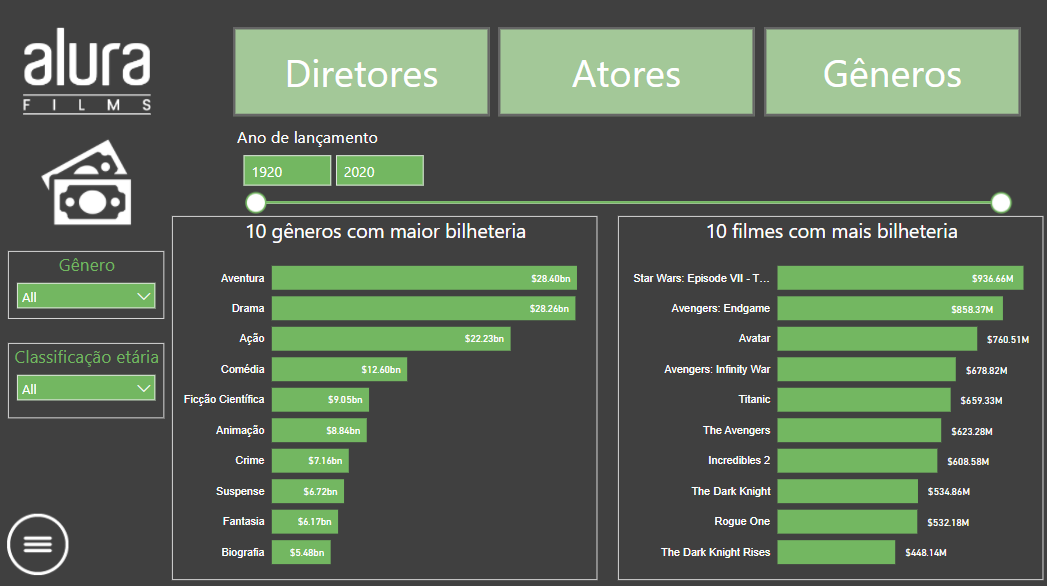 alura
FILMS
Diretores
Atores
Gêneros
Ano de lançamento
1920
2020
Gênero
All
Classificação etária
All
10 gêneros com maior bilheteria
Aventura $28.40bn
Drama $28.26bn
Ação $22.23bn
Comédia $12.60bn
Ficção Científica $9.05bn
Animação $8.84bn
Crime $7.16bn
Suspense $6.72bn
Fantasia $6.17bn
Biografia $5.48bn
10 filmes com mais bilheteria
Star Wars: Episode VII - T... $936.66M
Avengers: Endgame $858.37M
Avatar $760.51M
Avengers: Infinity War $678.82M
Titanic $659.33M
The Avengers $623.28M
Incredibles 2 $608.58M
The Dark Knight $534.86M
Rogue One $532.18M
The Dark Knight Rises $448.14M